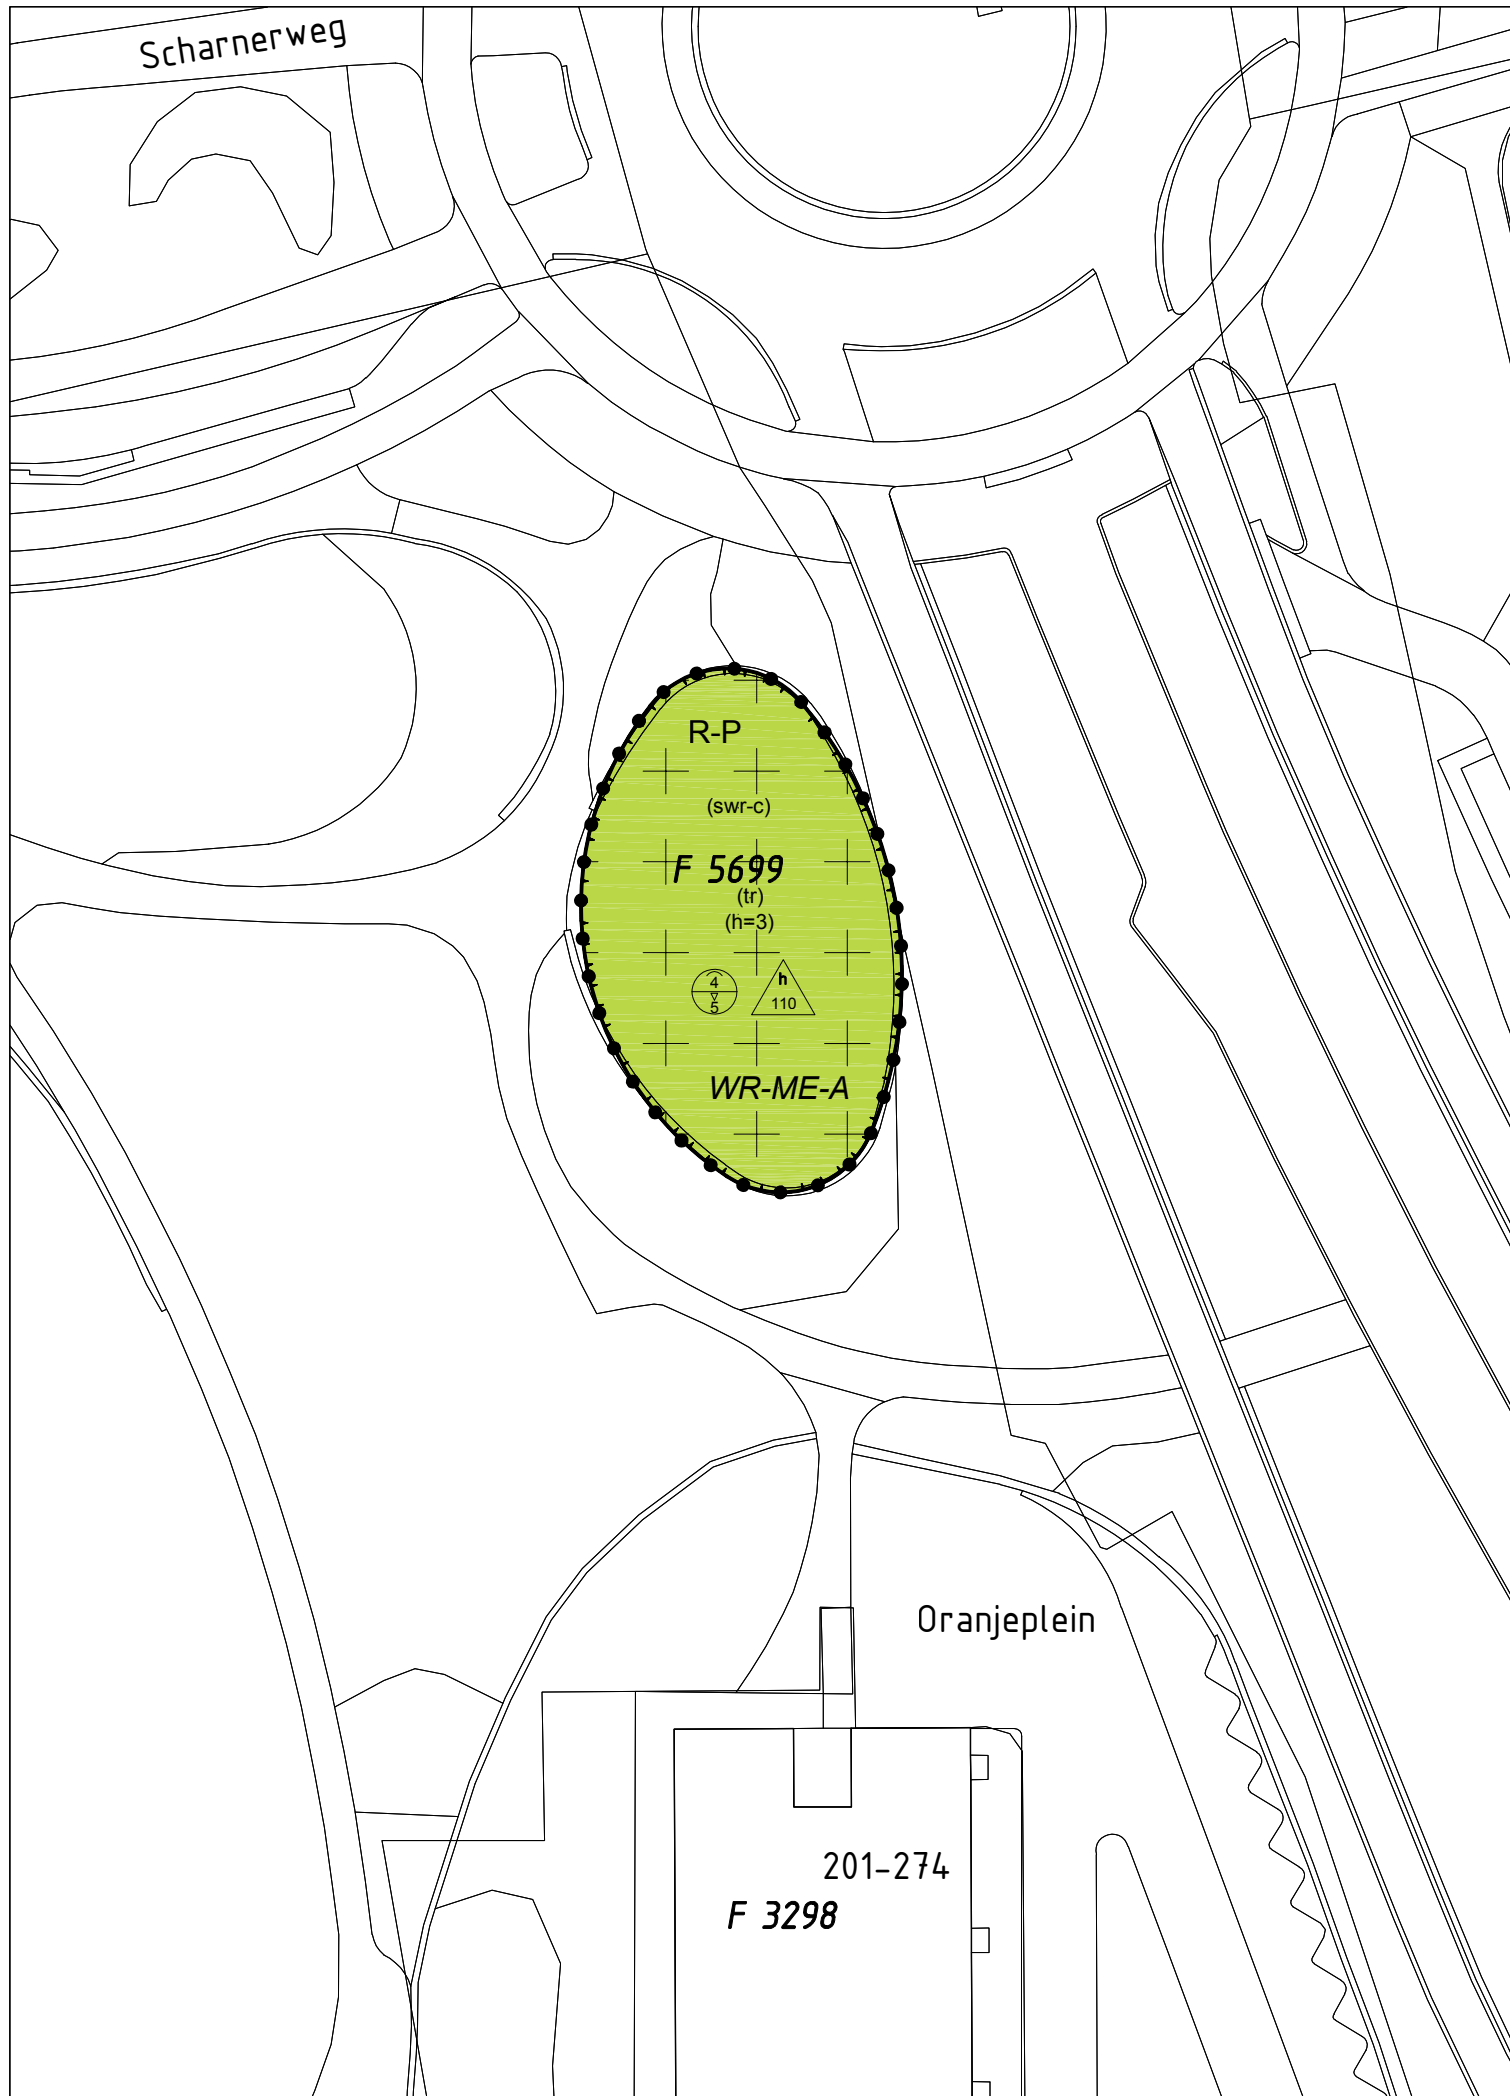 Scharnerweg
R-P
(swr-c)
F 5699
(tr)
(h=3)
4
5
h
110
WR-ME-A
Oranjeplein
201-274
F 3298